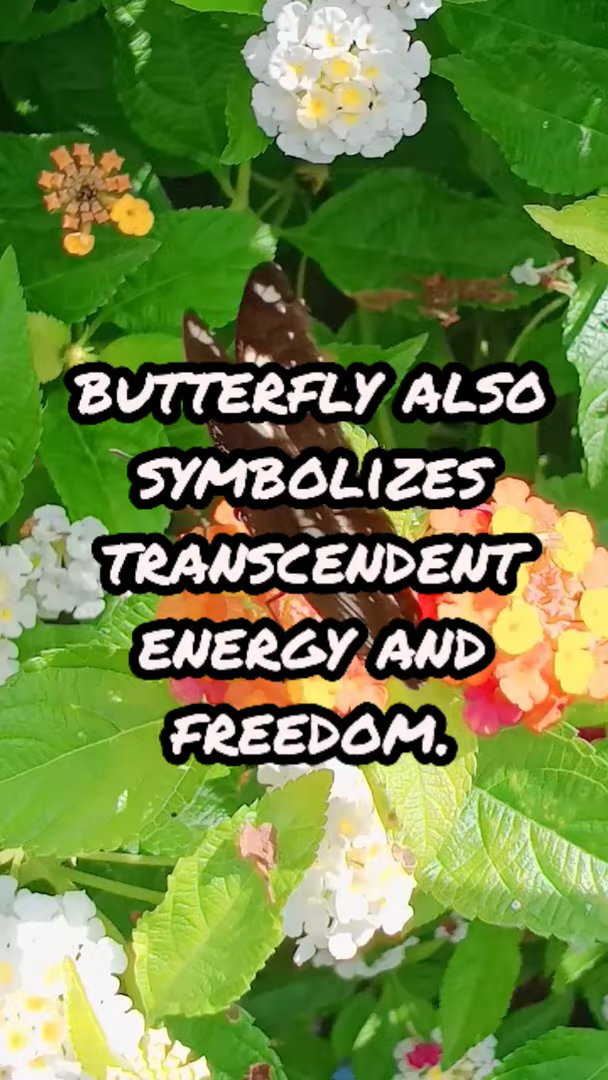 BUTTERFLY ALSO
SYMBOLIZES
TRANSCENDENT
ENERGY AND
FREEDOM.